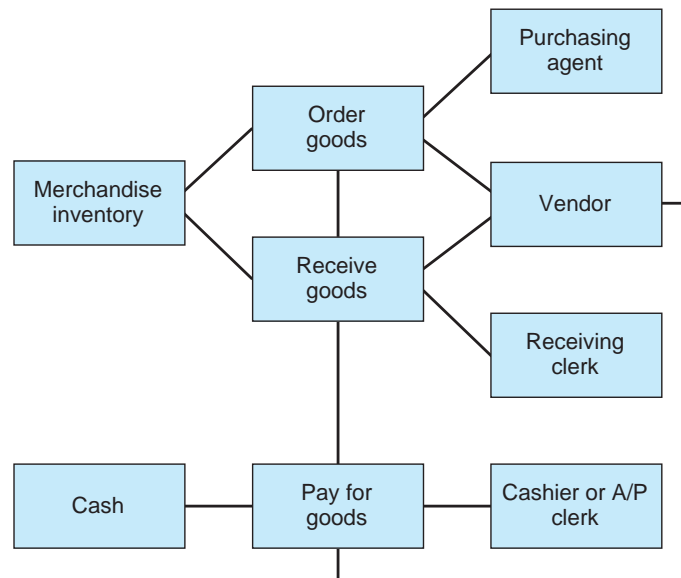 Purchasing
agent
Order
goods
Merchandise
inventory
Vendor
Receive
goods
Receiving
clerk
Cash
Pay for
goods
Cashier or A/P
clerk